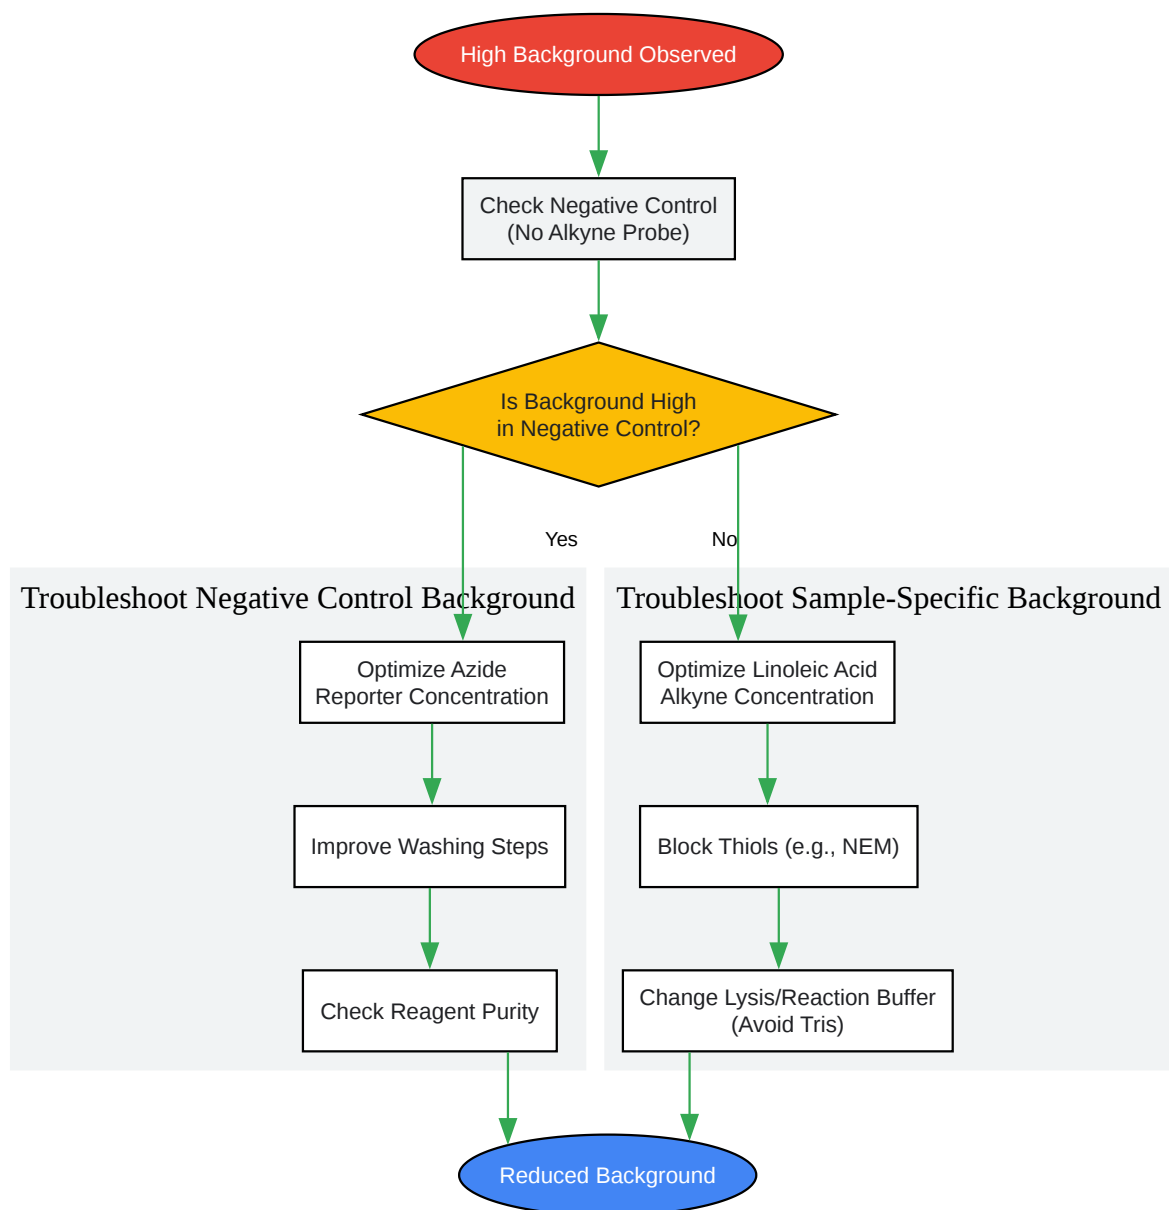 High Background Observed
Check Negative Control
(No Alkyne Probe)
Is Background High
in Negative Control?
Yes
No
Troubleshoot Negative Control Background
Optimize Azide
Reporter Concentration
Improve Washing Steps
Check Reagent Purity
Troubleshoot Sample-Specific Background
Optimize Linoleic Acid
Alkyne Concentration
Block Thiols (e.g., NEM)
Change Lysis/Reaction Buffer
(Avoid Tris)
Reduced Background